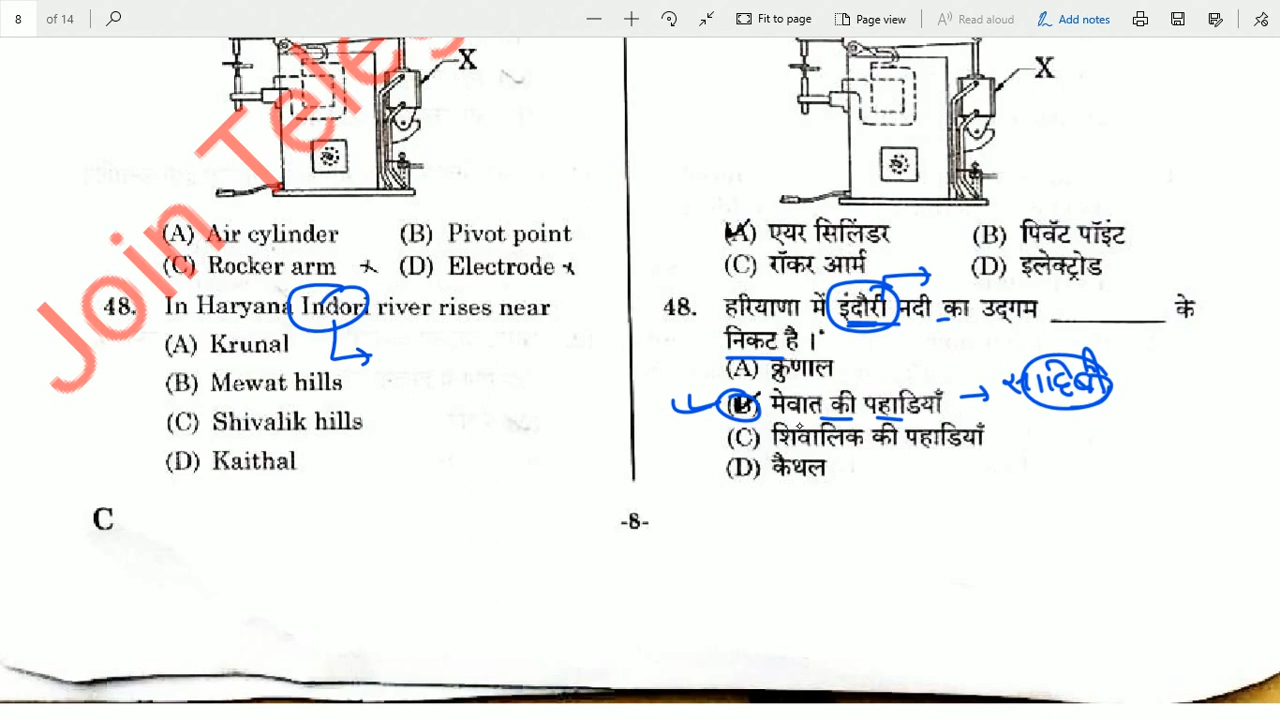 8 of 14 Fit to page Page view Read aloud Add notes
Join Teleg
X
(A) Air cylinder (B) Pivot point
(C) Rocker arm (D) Electrode
48. In Haryana Indori river rises near
(A) Krunal
(B) Mewat hills
(C) Shivalik hills
(D) Kaithal
C
X
(A) एयर सिलिंडर (B) पिवॅट पॉइंट
(C) रॉकर आर्म (D) इलेक्ट्रोड
48. हरियाणा में इंदौरी नदी का उद्गम __________ के
निकट है ।
(A) क्रुणाल
(B) मेवात की पहाडियाँ
(C) शिवालिक की पहाडियाँ
(D) कैथल
-8-